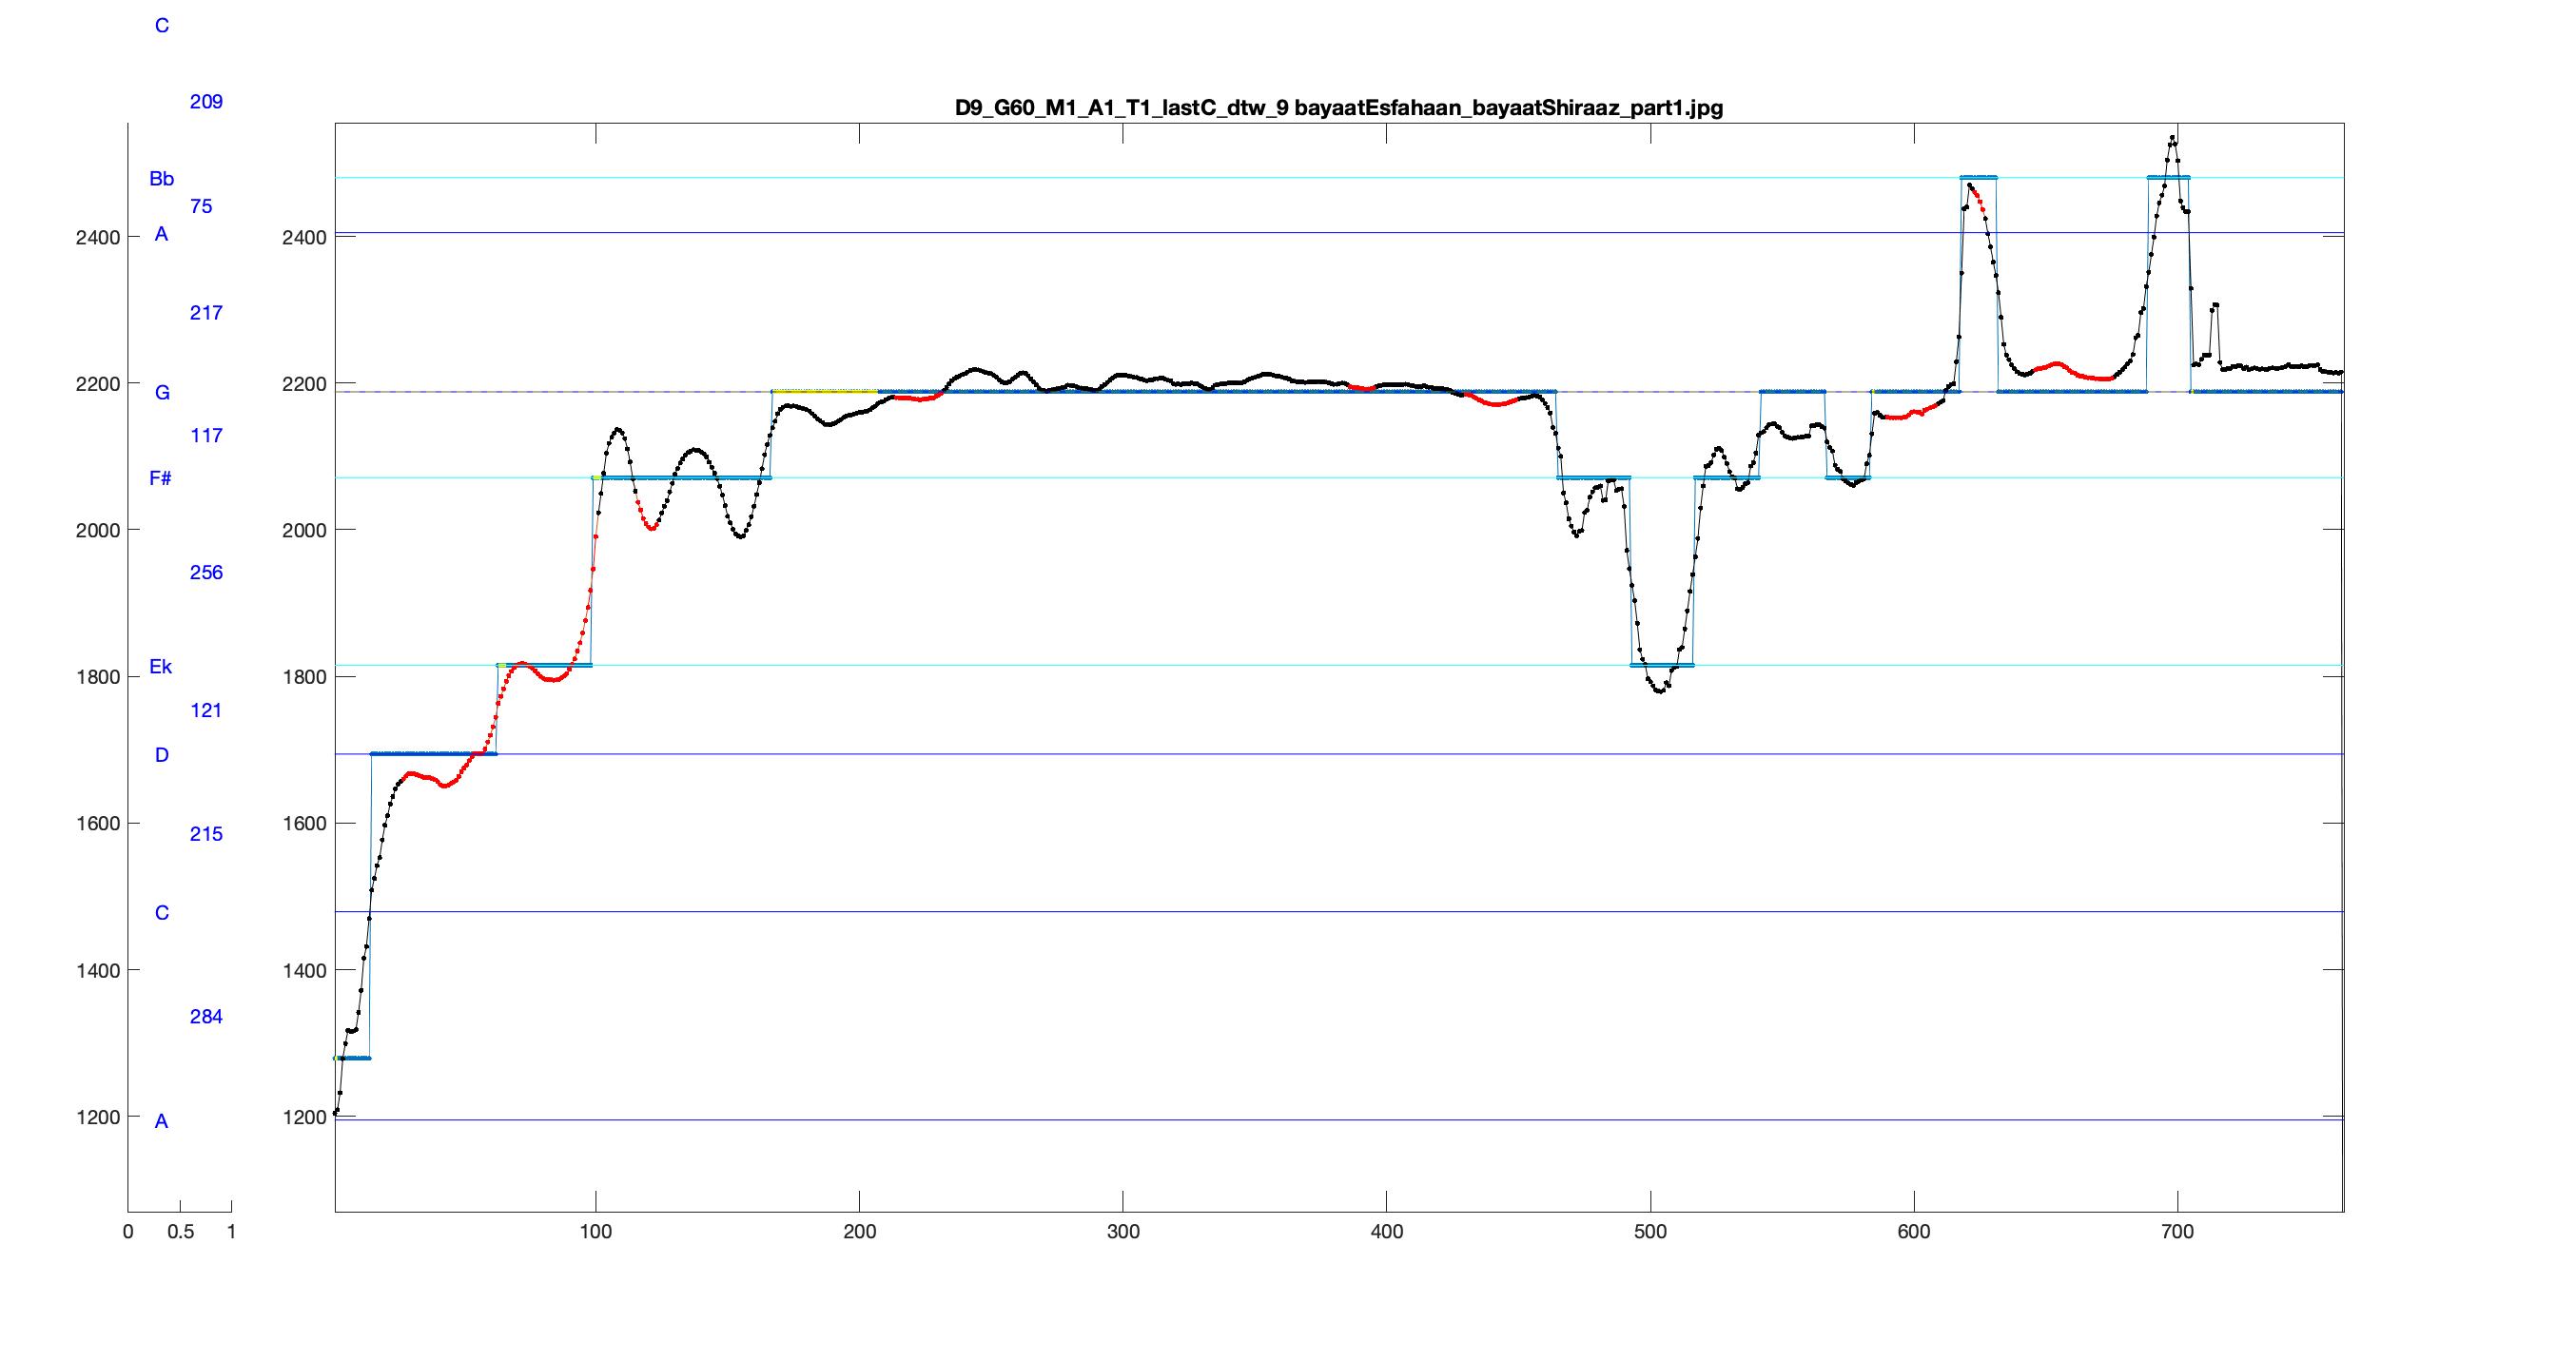 C
209
D9_G60_M1_A1_T1_lastC_dtw_9 bayaatEsfahaan_bayaatShiraaz_part1.jpg
Bb
75
2400 A 2400
217
2200 G 2200
117
F#
2000 2000
256
Ek
1800 1800
121
D
1600 215 1600
C
1400 1400
284
1200 A 1200
0 0.5 1 100 200 300 400 500 600 700